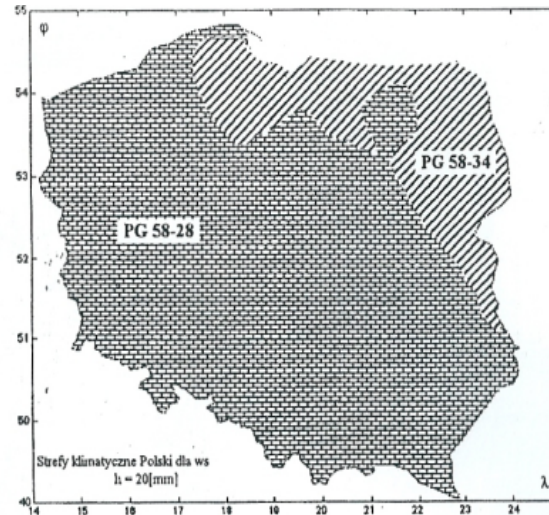 φ
55
54
PG 58-34
53
PG 58-28
52
51
50
Strefy klimatyczne Polski dla ws
h = 20[mm]
λ
14 15 16 17 18 19 20 21 22 23 24